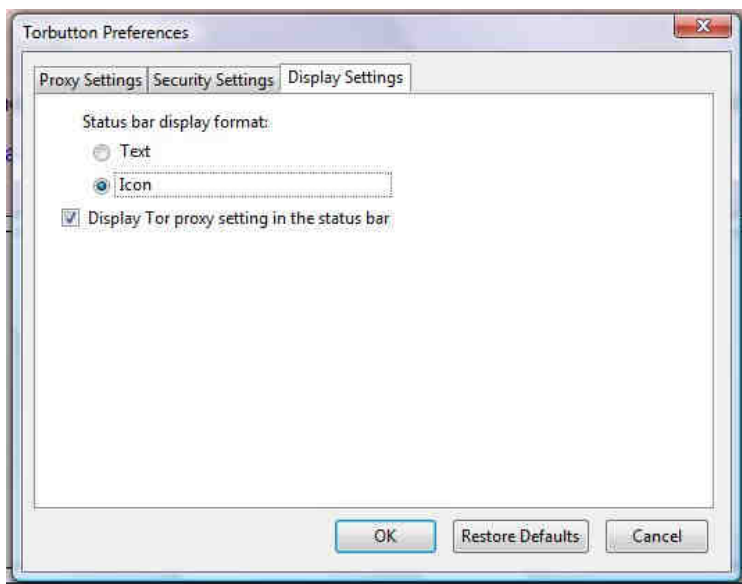 Torbutton Preferences
Proxy Settings Security Settings Display Settings
Status bar display format:
Text
Icon
Display Tor proxy setting in the status bar
OK Restore Defaults Cancel